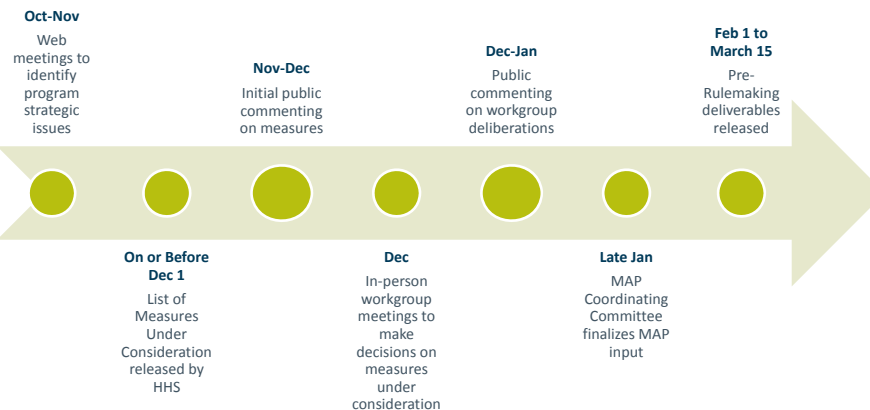 Oct-Nov
Web
meetings to
identify
program
strategic
issues
On or Before
Dec 1
List of
Measures
Under
Consideration
released by
HHS
Nov-Dec
Initial public
commenting
on measures
Dec
In-person
workgroup
meetings to
make
decisions on
measures
under
consideration
Dec-Jan
Public
commenting
on workgroup
deliberations
Late Jan
MAP
Coordinating
Committee
finalizes MAP
input
Feb 1 to
March 15
Pre-
Rulemaking
deliverables
released